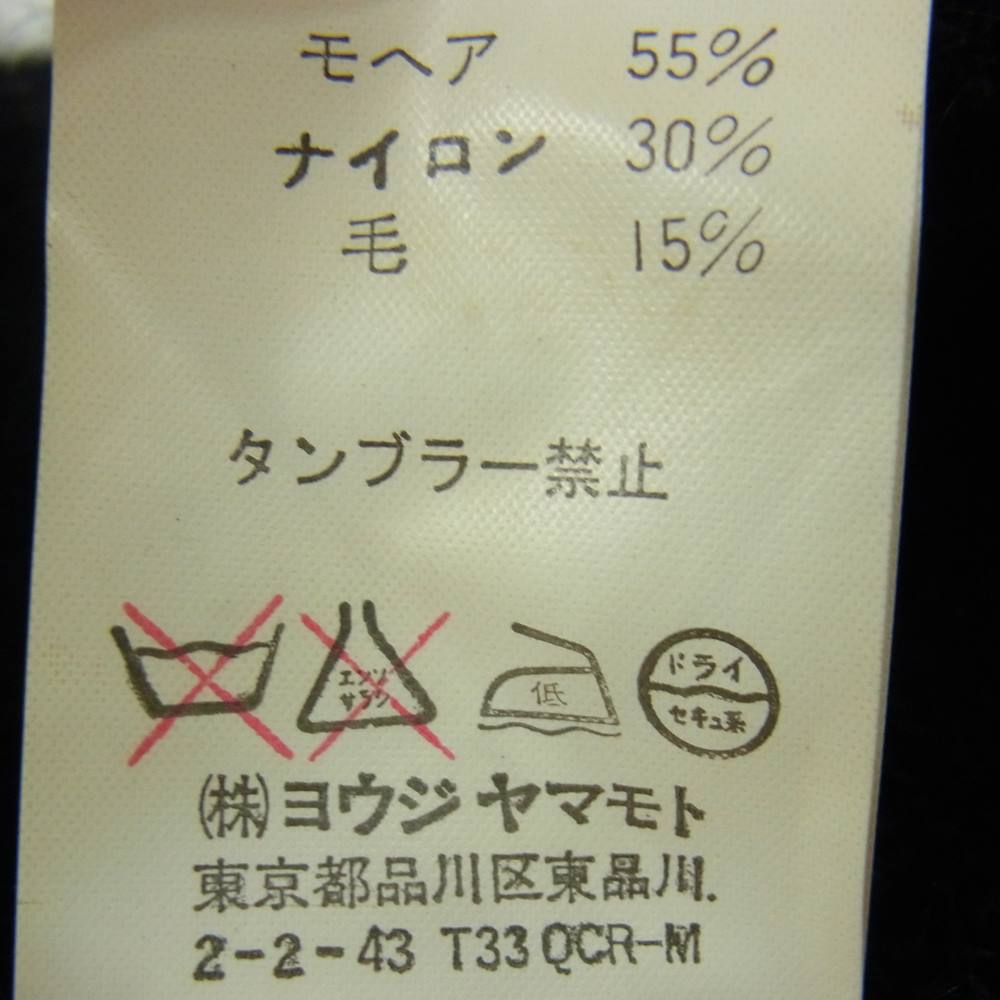 モヘア 55%
ナイロン 30%
毛 15%
タンブラー禁止
エンソ
サラシ
低
ドライ
セキユ系
(株)ヨウジヤマモト
東京都品川区東品川.
2-2-43 T33QCR-M